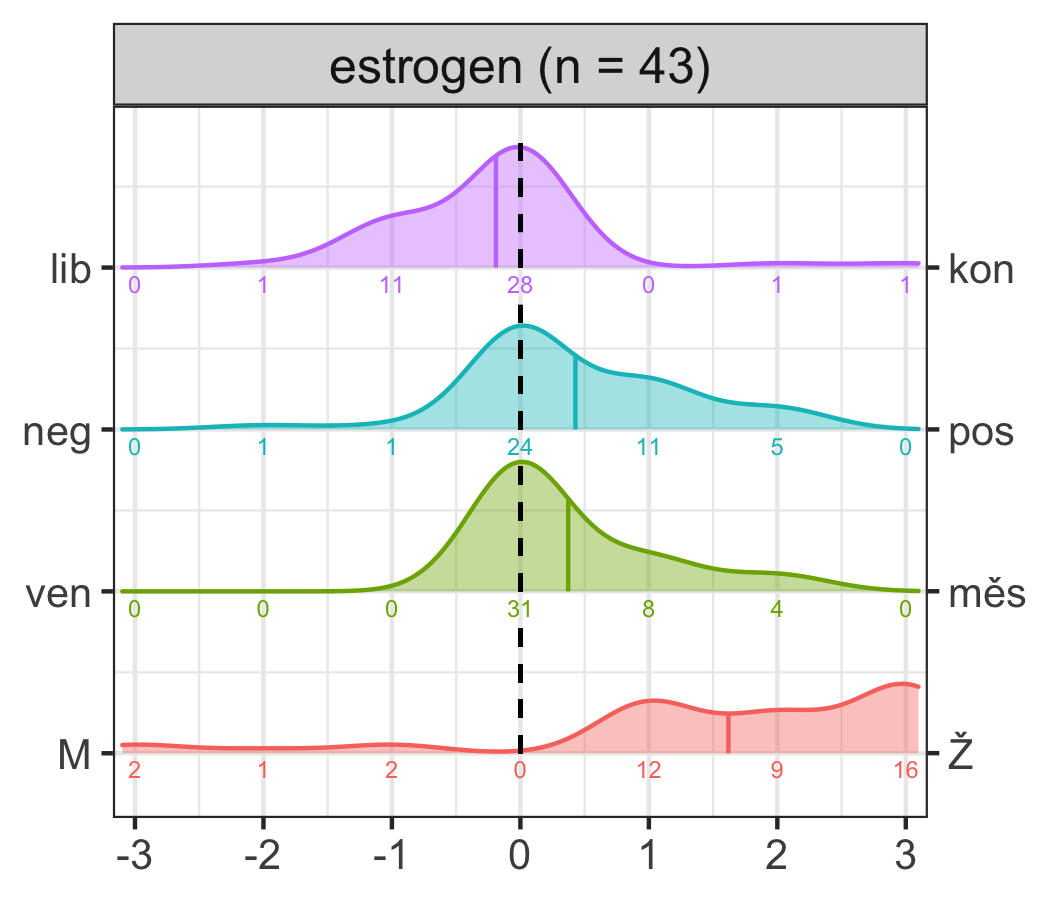 estrogen (n = 43)
lib kon
0 1 11 28 0 1 1
neg pos
0 1 1 24 11 5 0
ven měs
0 0 0 31 8 4 0
M Ž
2 1 2 0 12 9 16
-3 -2 -1 0 1 2 3